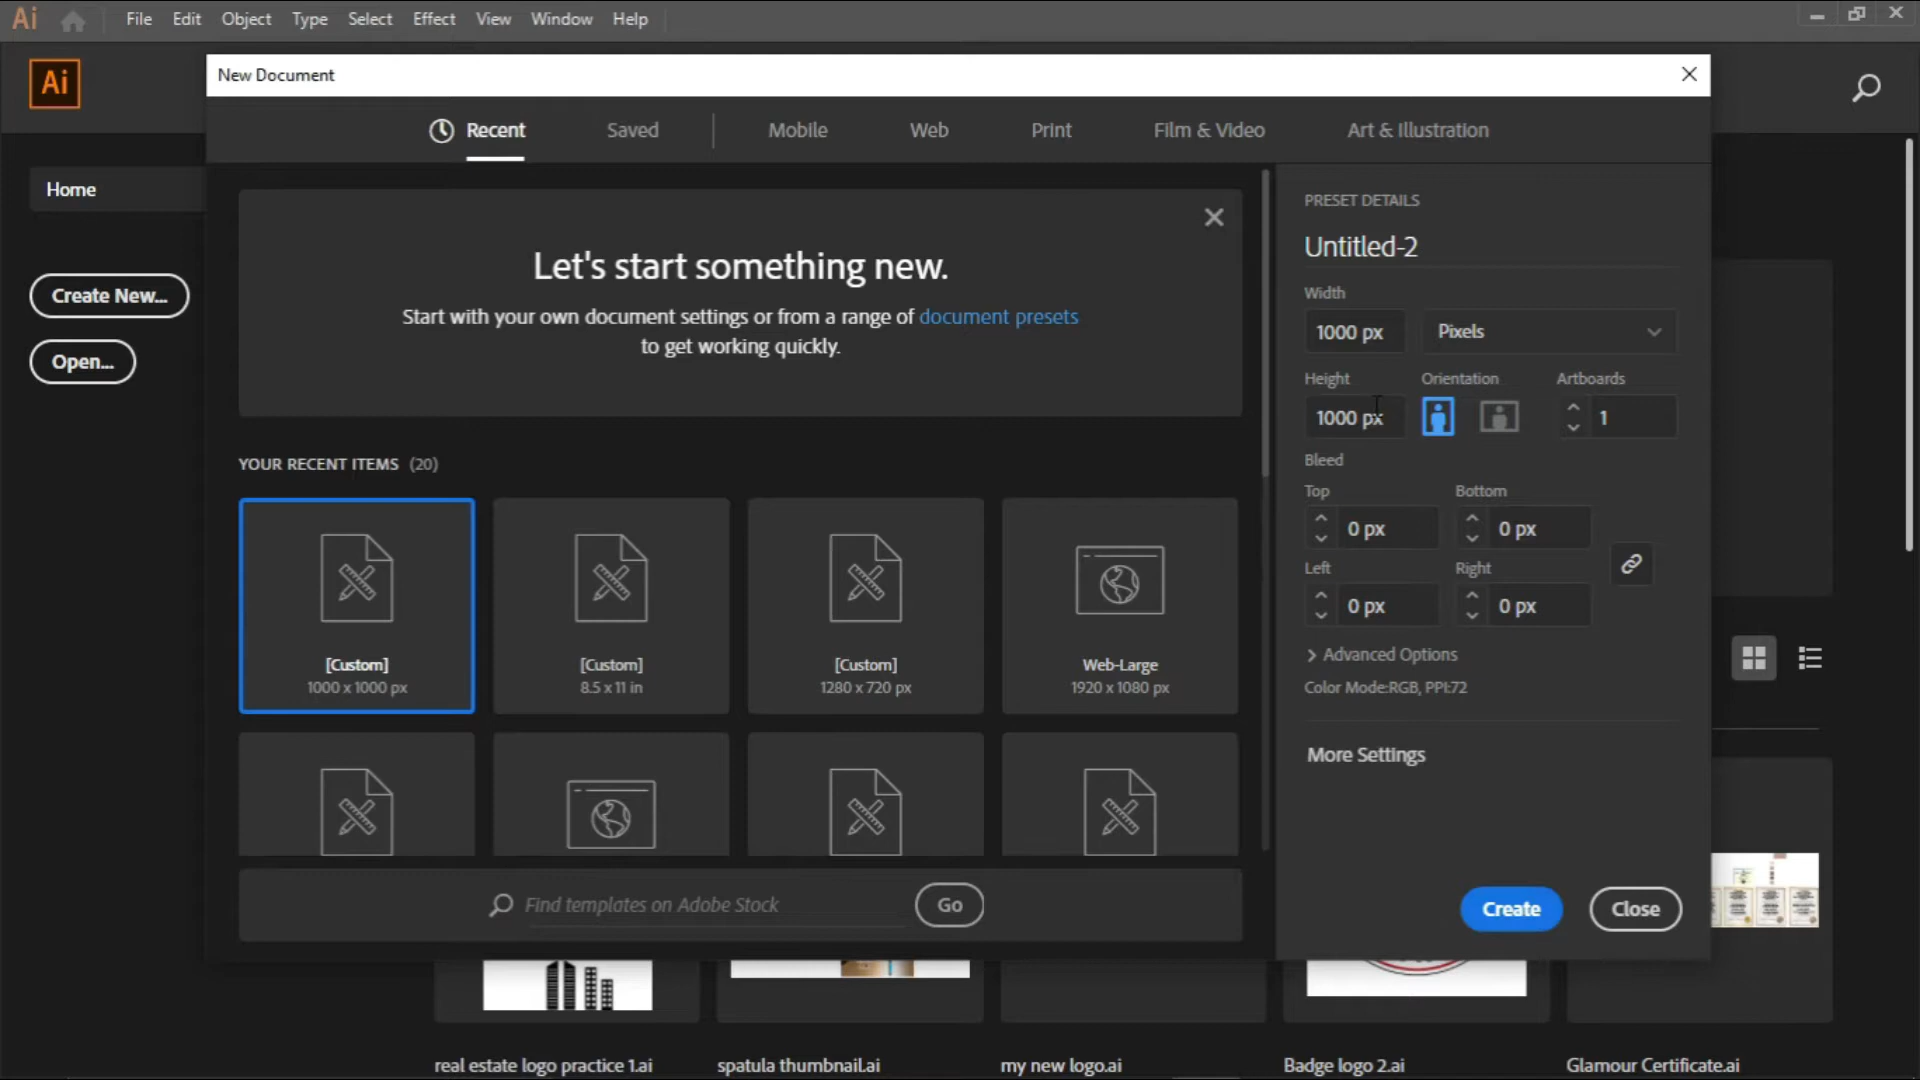 Ai File Edit Object Type Select Effect View Window Help
Ai
New Document
Recent Saved Mobile Web Print Film & Video Art & Illustration
Home
Create New...
Open...
Let's start something new.
Start with your own document settings or from a range of document presets
to get working quickly.
YOUR RECENT ITEMS (20)
[Custom]
1000 x 1000 px
[Custom]
8.5 x 11 in
[Custom]
1280 x 720 px
Web-Large
1920 x 1080 px
Find templates on Adobe Stock
Go
PRESET DETAILS
Untitled-2
Width
1000 px Pixels
Height Orientation Artboards
1000 px 1
Bleed
Top Bottom
0 px 0 px
Left Right
0 px 0 px
Advanced Options
Color Mode:RGB, PPI:72
More Settings
Create Close
real estate logo practice 1.ai
spatula thumbnail.ai
my new logo.ai
Badge logo 2.ai
Glamour Certificate.ai